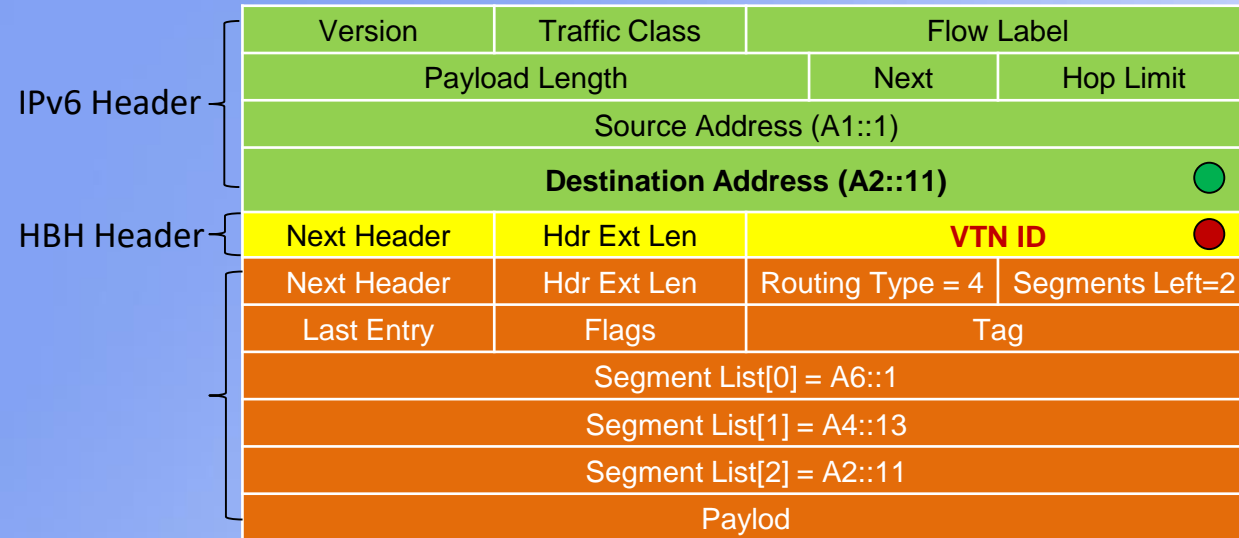 Version Traffic Class Flow Label
Payload Length Next Hop Limit
IPv6 Header
Source Address (A1::1)
Destination Address (A2::11)
HBH Header Next Header Hdr Ext Len VTN ID
Next Header Hdr Ext Len Routing Type = 4 Segments Left=2
Last Entry Flags Tag
Segment List[0] = A6::1
Segment List[1] = A4::13
Segment List[2] = A2::11
Paylod